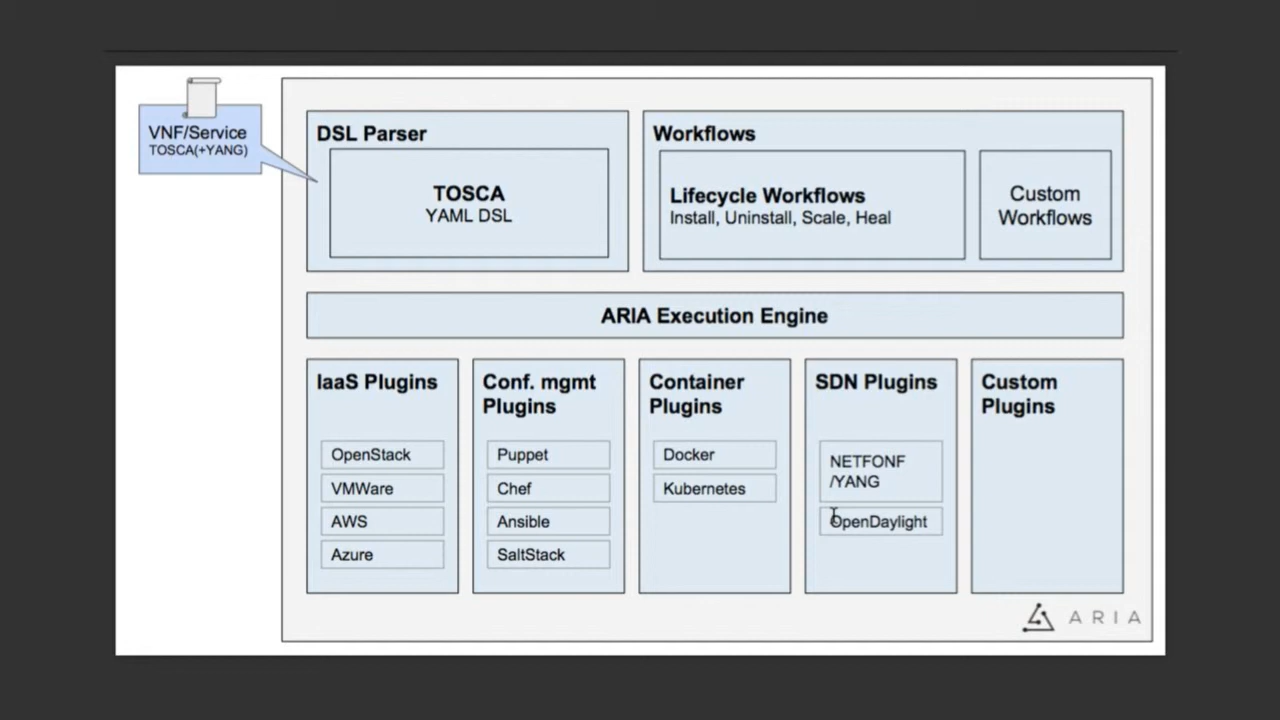 VNF/Service
TOSCA(+YANG)
DSL Parser
TOSCA
YAML DSL
Workflows
Lifecycle Workflows
Install, Uninstall, Scale, Heal
Custom
Workflows
ARIA Execution Engine
IaaS Plugins
OpenStack
VMWare
AWS
Azure
Conf. mgmt
Plugins
Puppet
Chef
Ansible
SaltStack
Container
Plugins
Docker
Kubernetes
SDN Plugins
NETFONF
/YANG
OpenDaylight
Custom
Plugins
ARIA